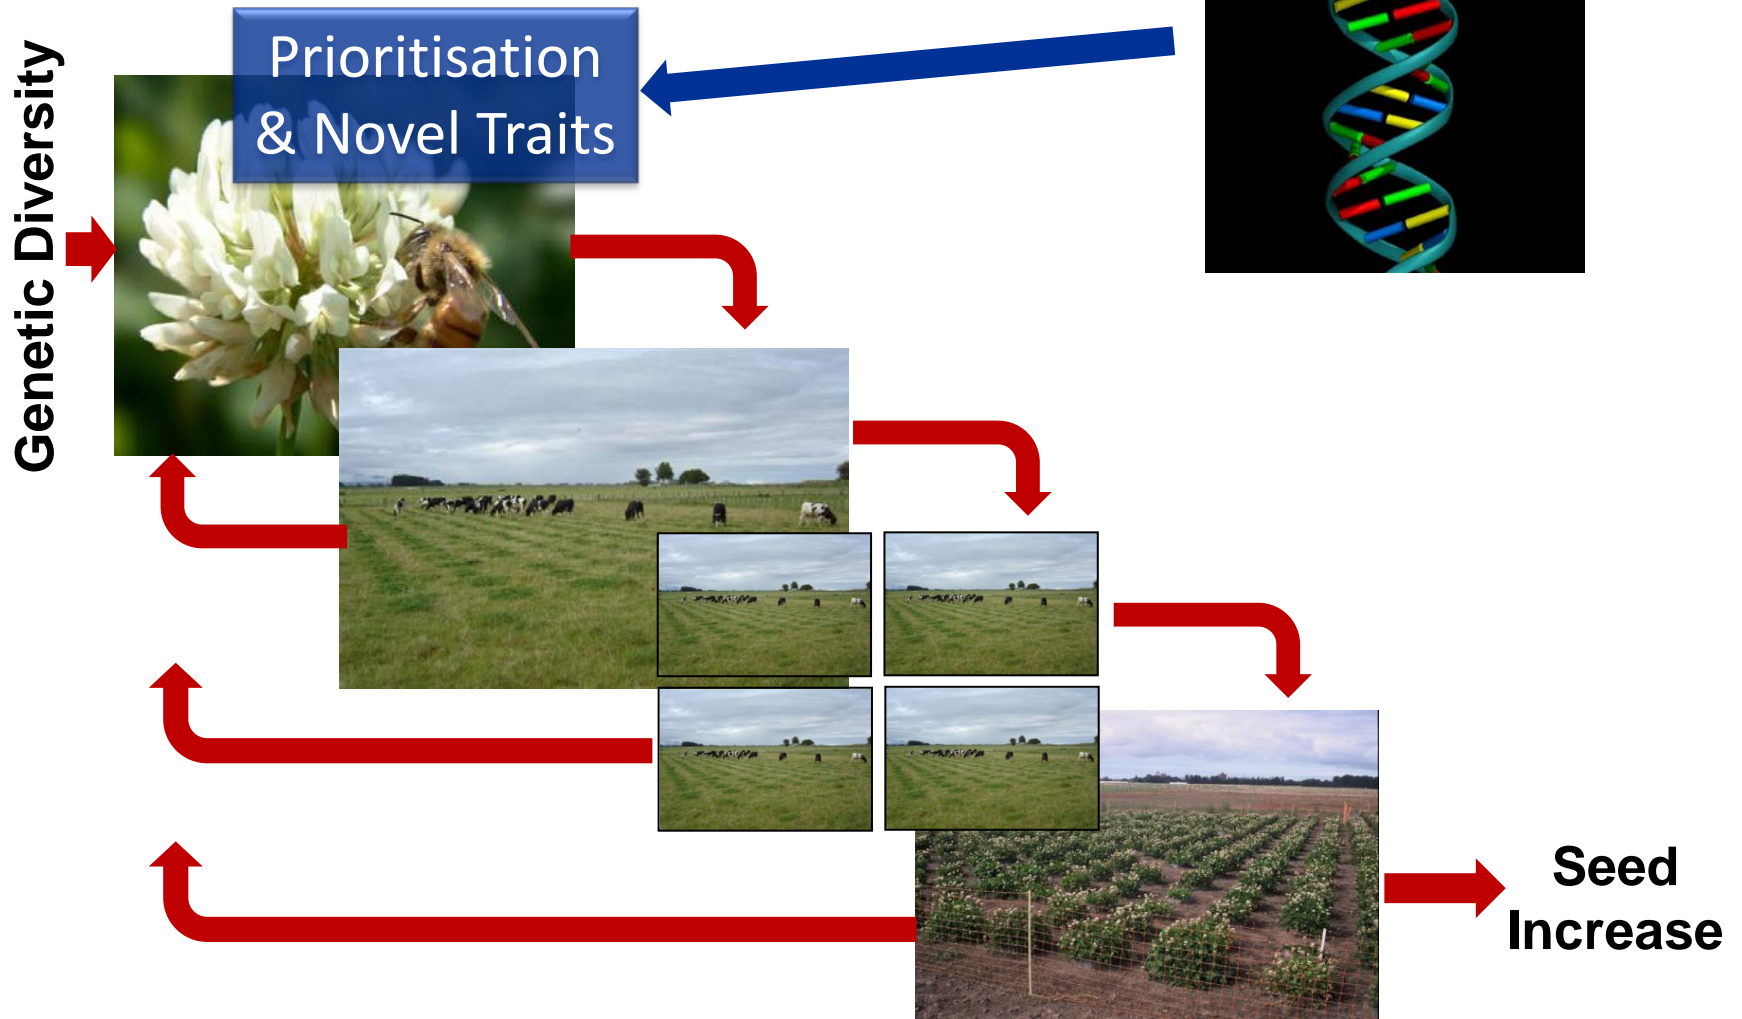 Prioritisation
& Novel Traits
Genetic Diversity
Seed
Increase